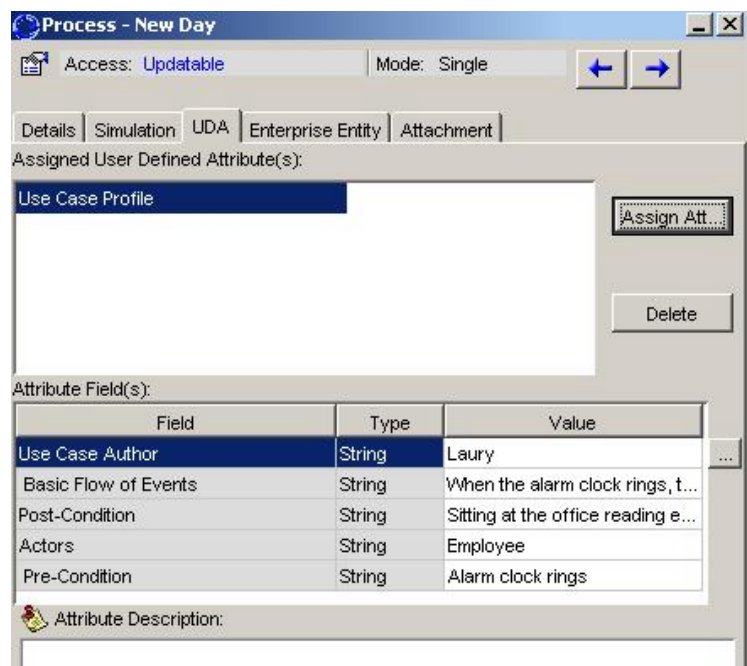 Process - New Day
Access: Updatable Mode: Single
Details Simulation UDA Enterprise Entity Attachment
Assigned User Defined Attribute(s):
Use Case Profile
Assign Att...
Delete
Attribute Field(s):
Field Type Value
Use Case Author String Laury ...
Basic Flow of Events String When the alarm clock rings, t...
Post-Condition String Sitting at the office reading e...
Actors String Employee
Pre-Condition String Alarm clock rings
Attribute Description: